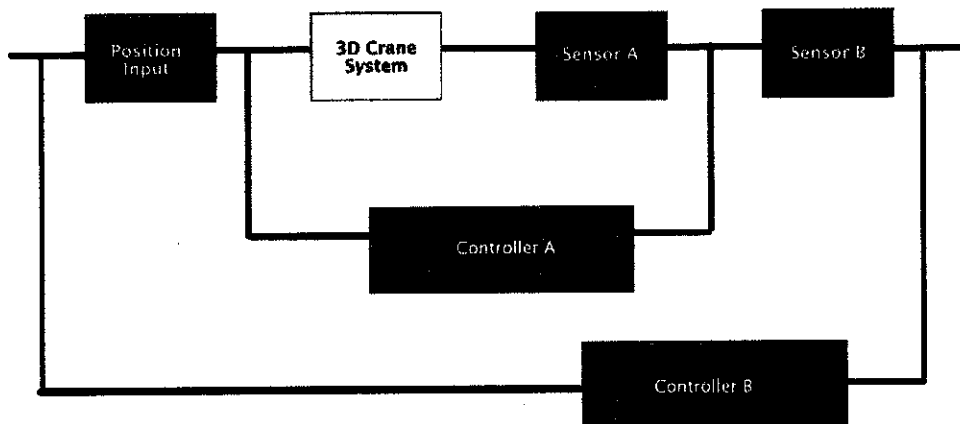 Position
Input
3D Crane
System
Sensor A
Sensor B
Controller A
Controller B